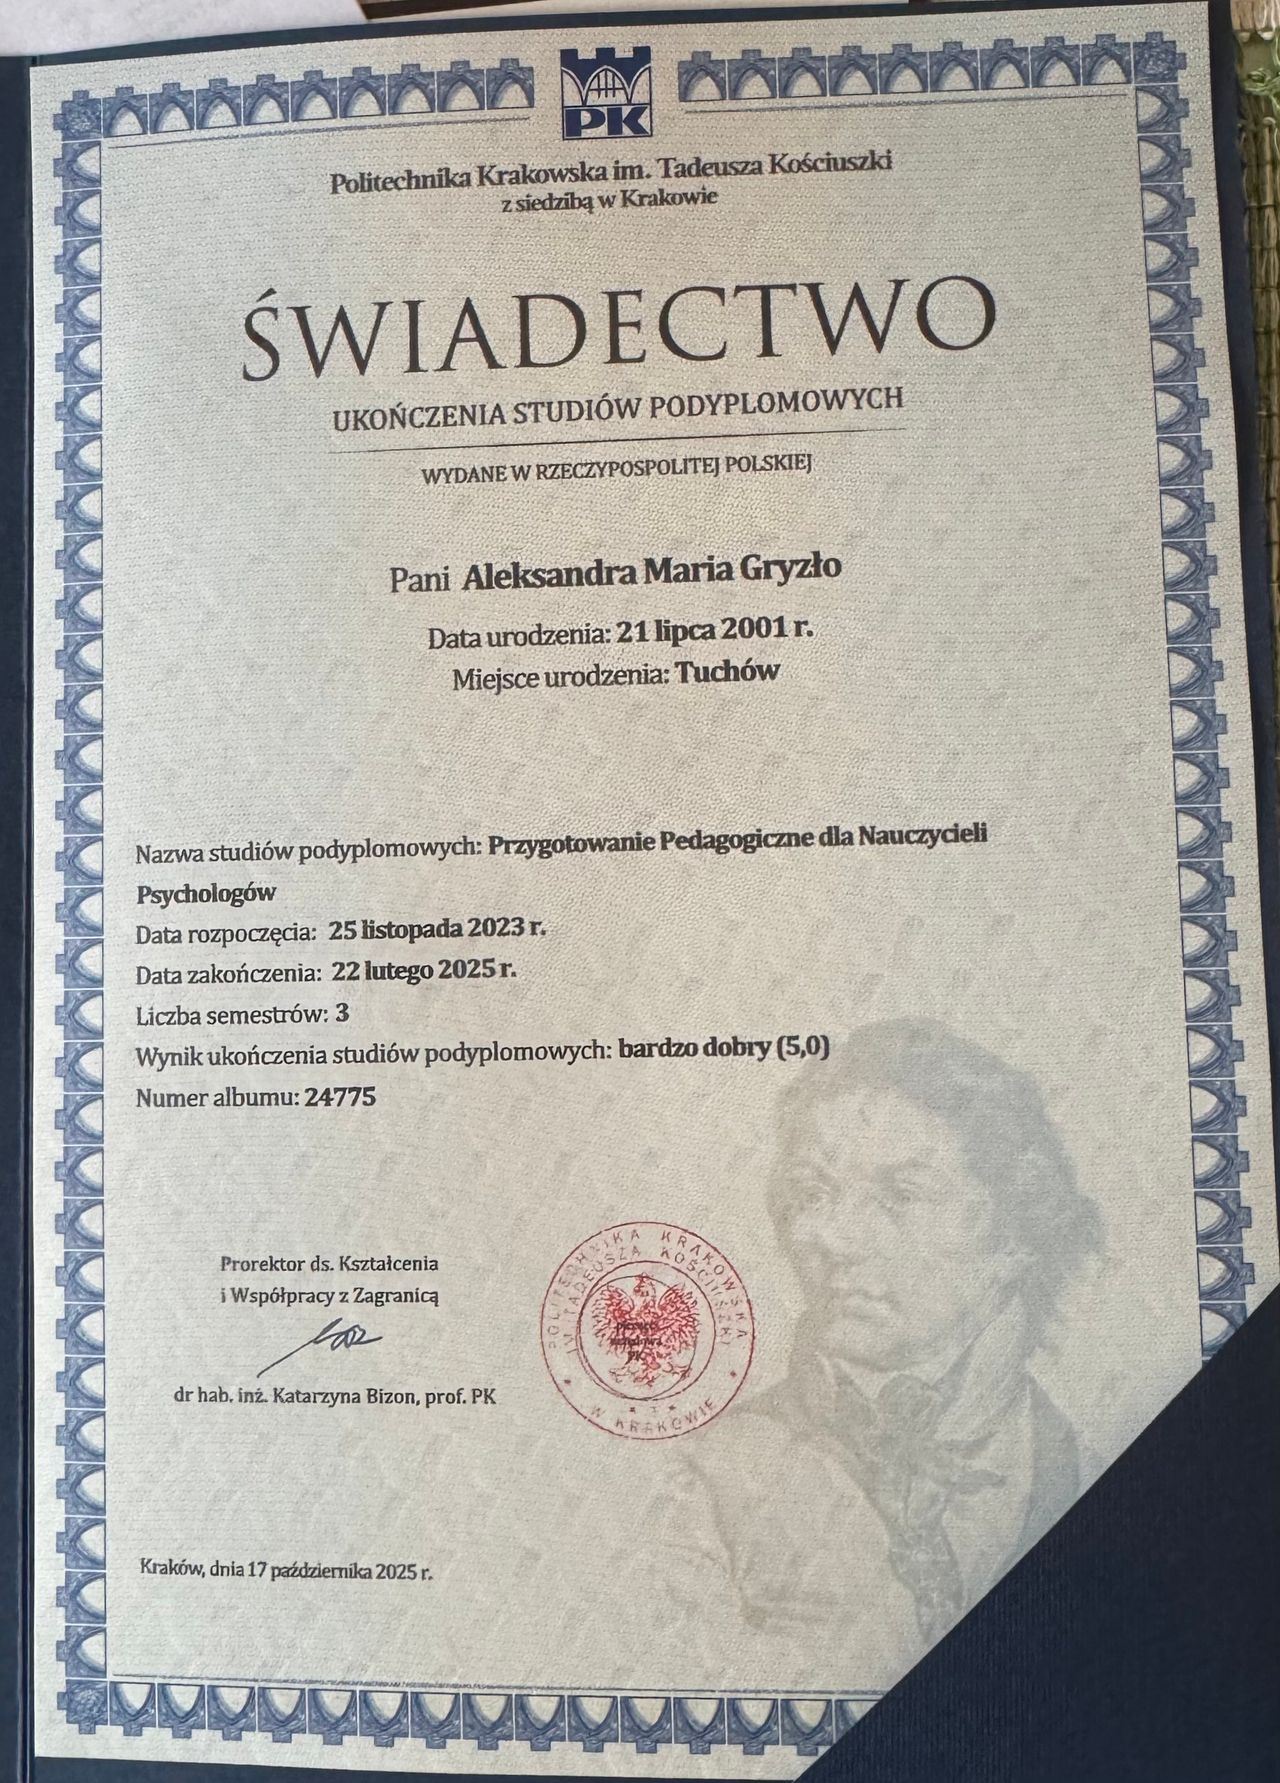 PK
Politechnika Krakowska im. Tadeusza Kościuszki
z siedzibą w Krakowie
ŚWIADECTWO
UKOŃCZENIA STUDIÓW PODYPLOMOWYCH
WYDANE W RZECZYPOSPOLITEJ POLSKIEJ
Pani Aleksandra Maria Gryzło
Data urodzenia: 21 lipca 2001 r.
Miejsce urodzenia: Tuchów
Nazwa studiów podyplomowych: Przygotowanie Pedagogiczne dla Nauczycieli
Psychologów
Data rozpoczęcia: 25 listopada 2023 r.
Data zakończenia: 22 lutego 2025 r.
Liczba semestrów: 3
Wynik ukończenia studiów podyplomowych: bardzo dobry (5,0)
Numer albumu: 24775
Prorektor ds. Kształcenia
i Współpracy z Zagranicą
dr hab. inż. Katarzyna Bizon, prof. PK
POLITECHNIKA KRAKOWSKA
IM TADEUSZA KOŚCIUSZKI
pieczęć
urzędowa
PK
* I *
* W KRAKOWIE *
Kraków, dnia 17 października 2025 r.